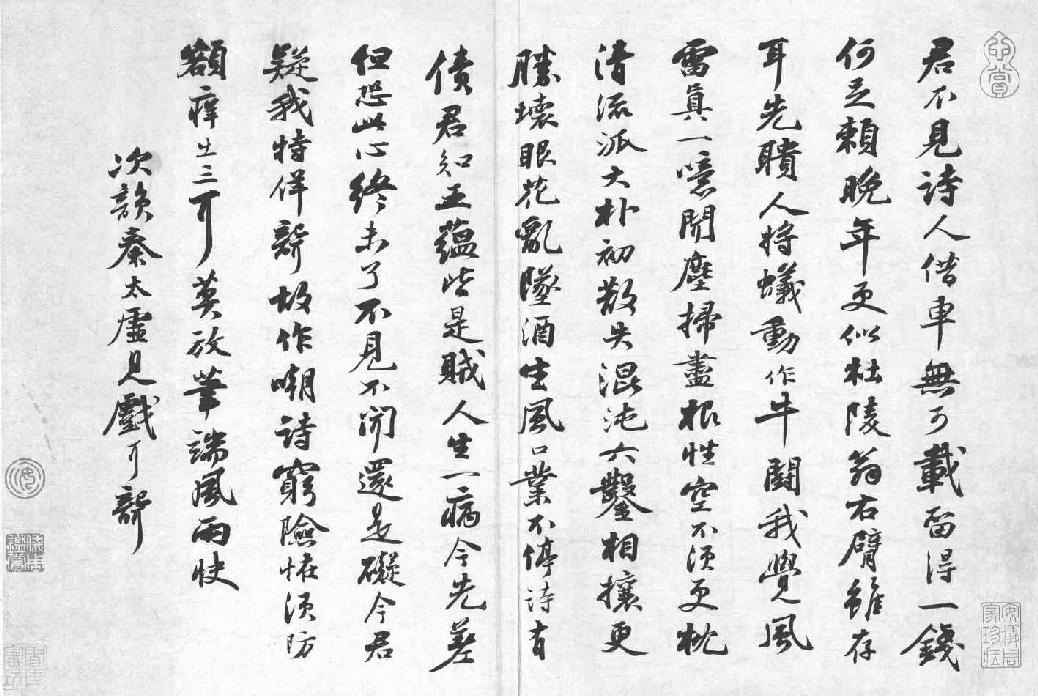 君不見詩人借車無可載留得一錢
何足賴晚年更似杜陵翁右臂雖存
耳先聵人將蟻動作牛鬪我覺風
雷真一噫聞塵掃盡根性空不須更枕
清流派大朴初散失混沌六鑿相攘更
勝壞眼花亂墜酒生風口業不停詩有
債君知五蘊皆是賊人生一病今先差
但恐此心終未了不見不聞還是礙今君
疑我特佯聾故作嘲詩窮險怪須防
額癢出三耳莫放筆端風雨快
次韻秦太虛見戲耳聾